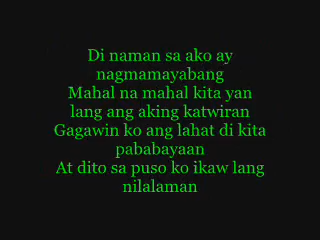 Di naman sa ako ay
nagmamayabang
Mahal na mahal kita yan
lang ang aking katwiran
Gagawin ko ang lahat di kita
pababayaan
At dito sa puso ko ikaw lang
nilalaman